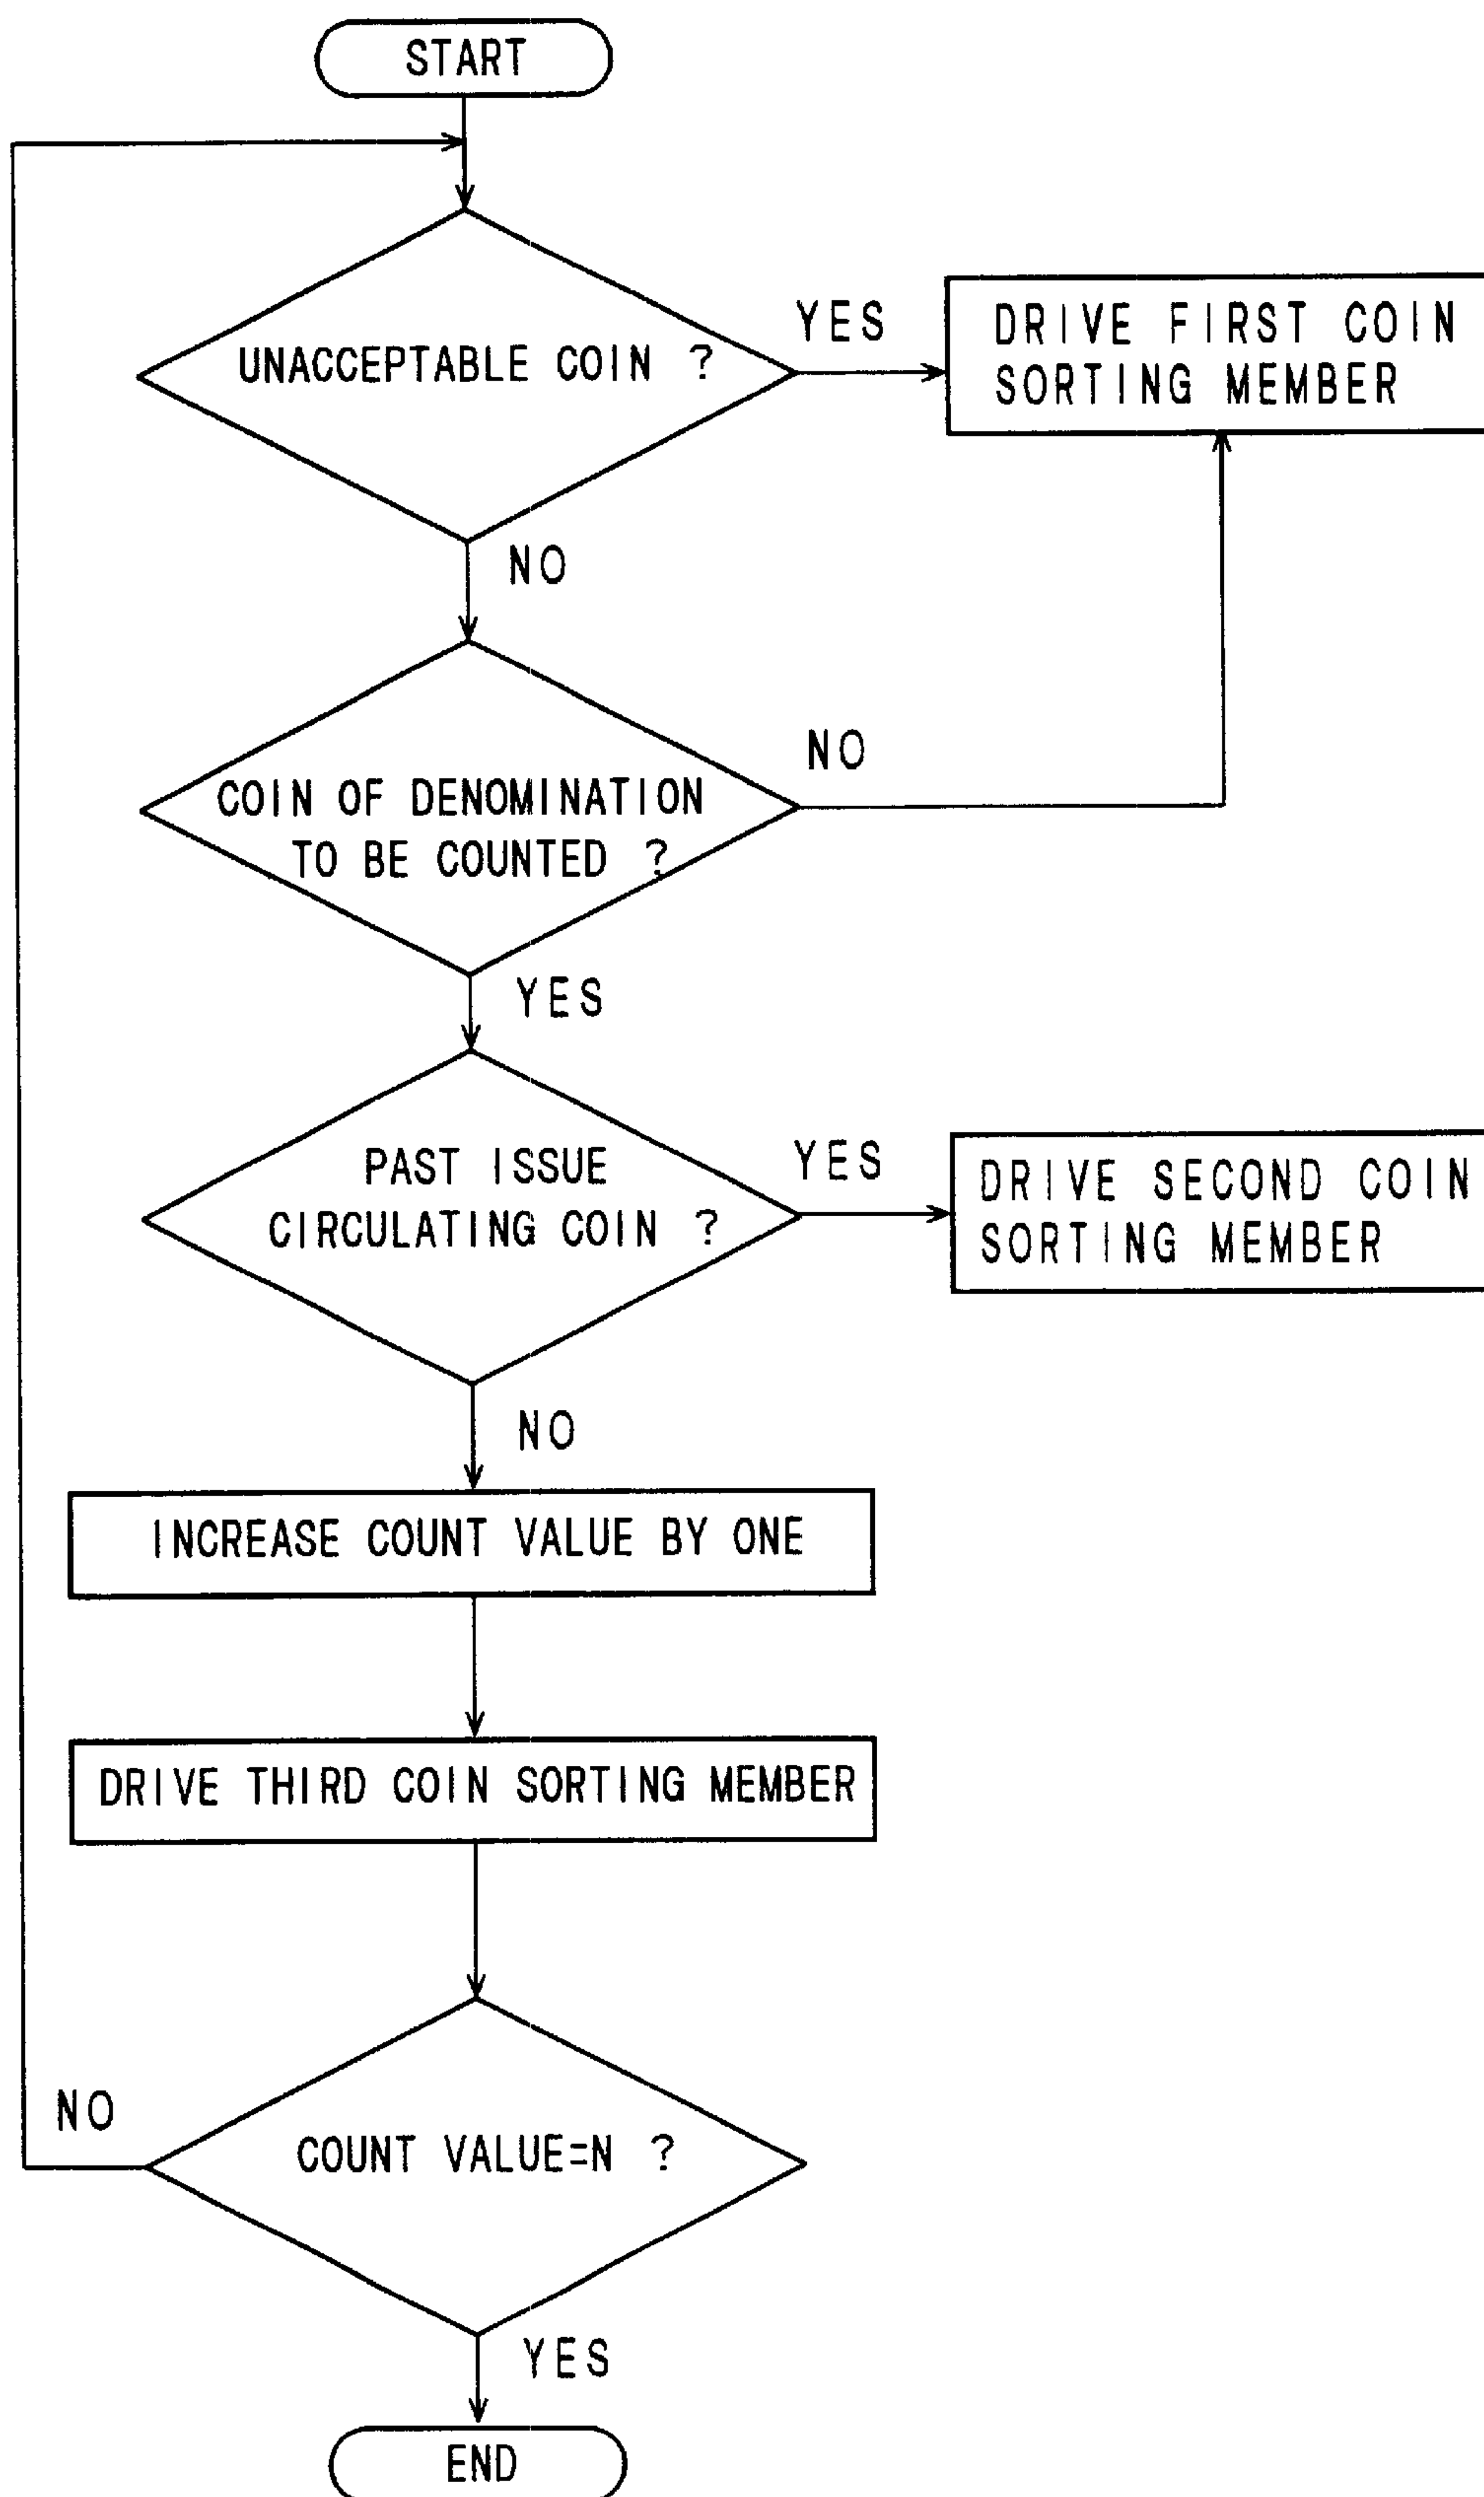 START
UNACCEPTABLE COIN ?
YES
DRIVE FIRST COIN
SORTING MEMBER
NO
COIN OF DENOMINATION
TO BE COUNTED ?
NO
YES
PAST ISSUE
CIRCULATING COIN ?
YES
DRIVE SECOND COIN
SORTING MEMBER
NO
INCREASE COUNT VALUE BY ONE
DRIVE THIRD COIN SORTING MEMBER
COUNT VALUE=N ?
NO
YES
END